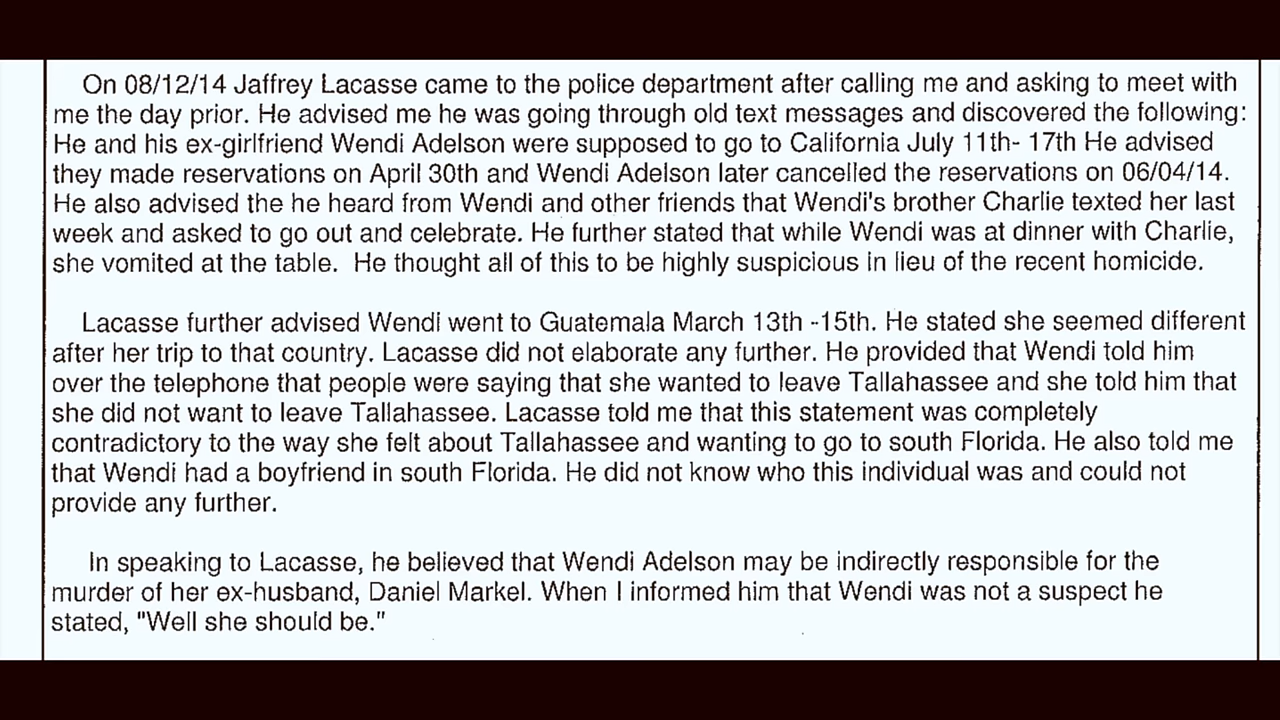 On 08/12/14 Jaffrey Lacasse came to the police department after calling me and asking to meet with
me the day prior. He advised me he was going through old text messages and discovered the following:
He and his ex-girlfriend Wendi Adelson were supposed to go to California July 11th- 17th He advised
they made reservations on April 30th and Wendi Adelson later cancelled the reservations on 06/04/14.
He also advised the he heard from Wendi and other friends that Wendi's brother Charlie texted her last
week and asked to go out and celebrate. He further stated that while Wendi was at dinner with Charlie,
she vomited at the table. He thought all of this to be highly suspicious in lieu of the recent homicide.
Lacasse further advised Wendi went to Guatemala March 13th -15th. He stated she seemed different
after her trip to that country. Lacasse did not elaborate any further. He provided that Wendi told him
over the telephone that people were saying that she wanted to leave Tallahassee and she told him that
she did not want to leave Tallahassee. Lacasse told me that this statement was completely
contradictory to the way she felt about Tallahassee and wanting to go to south Florida. He also told me
that Wendi had a boyfriend in south Florida. He did not know who this individual was and could not
provide any further.
In speaking to Lacasse, he believed that Wendi Adelson may be indirectly responsible for the
murder of her ex-husband, Daniel Markel. When I informed him that Wendi was not a suspect he
stated, "Well she should be."